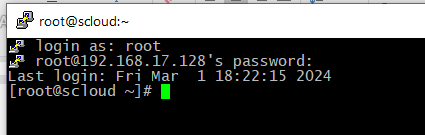 root@scloud:~
login as: root
root@192.168.17.128's password:
Last login: Fri Mar  1 18:22:15 2024
[root@scloud ~]#